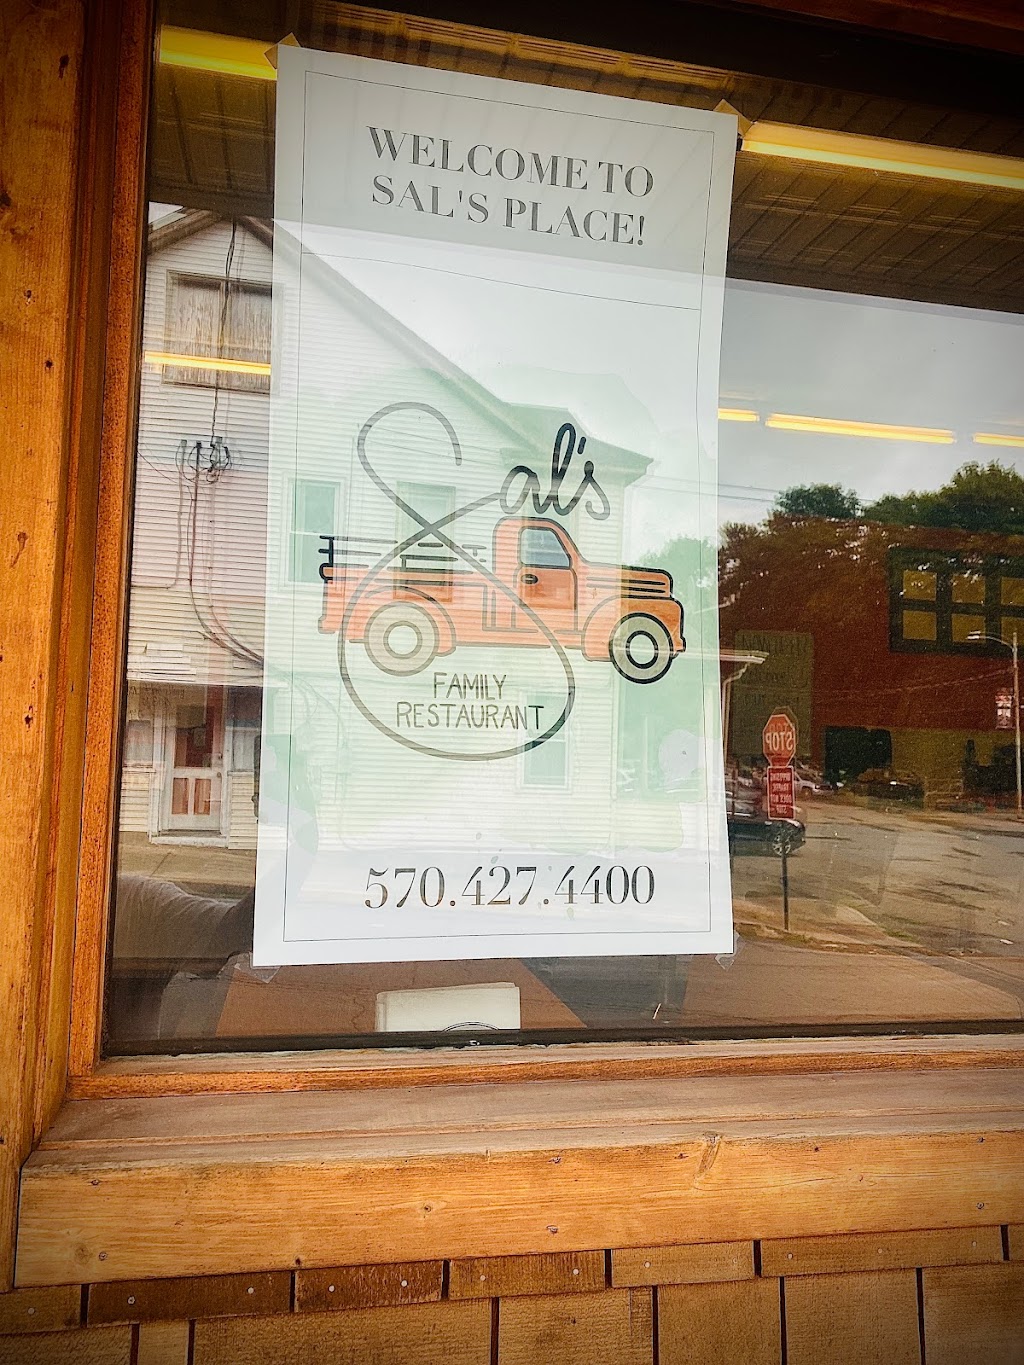 WELCOME TO
SAL'S PLACE!
Sal's
FAMILY
RESTAURANT
570.427.4400
STOP